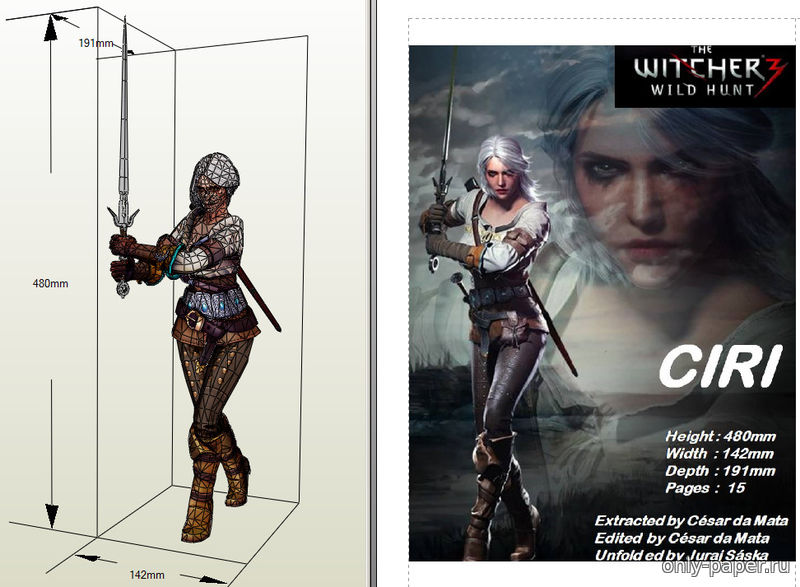 191mm
480mm
142mm
THE
WITCHER 3
WILD HUNT
CIRI
Height : 480mm
Width : 142mm
Depth : 191mm
Pages : 15
Extracted by César da Mata
Edited by César da Mata
Unfolded by Juraj Sáska
only-paper.ru